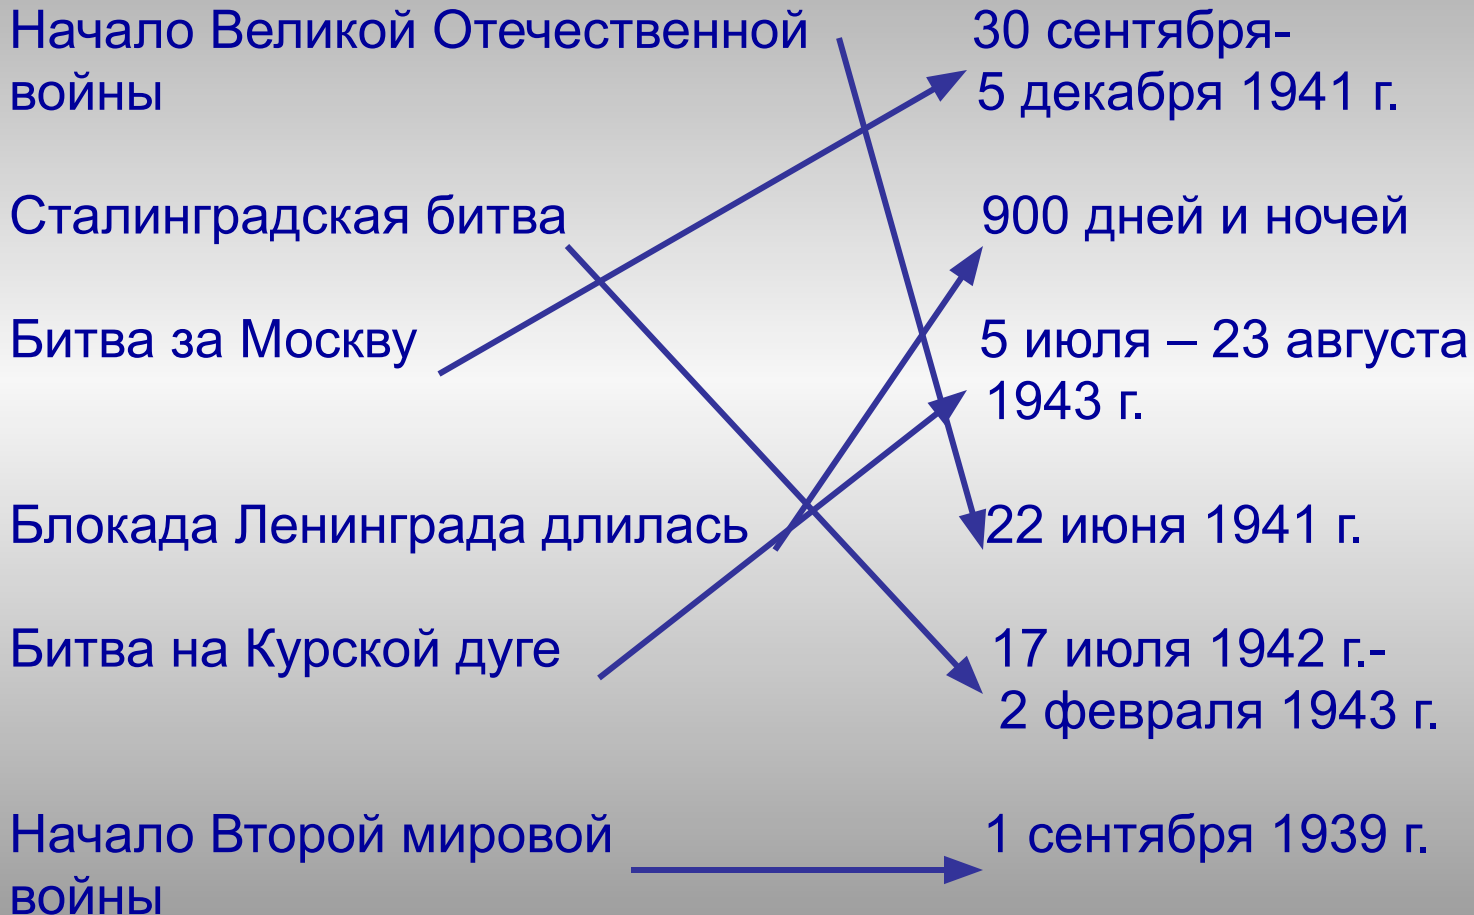 Начало Великой Отечественной
войны
30 сентября-
5 декабря 1941 г.
Сталинградская битва
900 дней и ночей
Битва за Москву
5 июля – 23 августа
1943 г.
Блокада Ленинграда длилась
22 июня 1941 г.
Битва на Курской дуге
17 июля 1942 г.-
2 февраля 1943 г.
Начало Второй мировой
войны
1 сентября 1939 г.